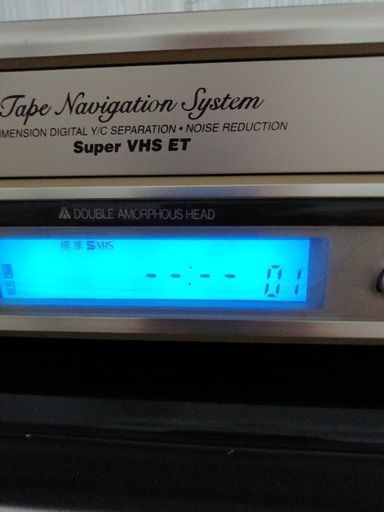 Tape Navigation System
IMENSION DIGITAL Y/C SEPARATION • NOISE REDUCTION
Super VHS ET
DOUBLE AMORPHOUS HEAD
標準 S VHS
--:-- 01